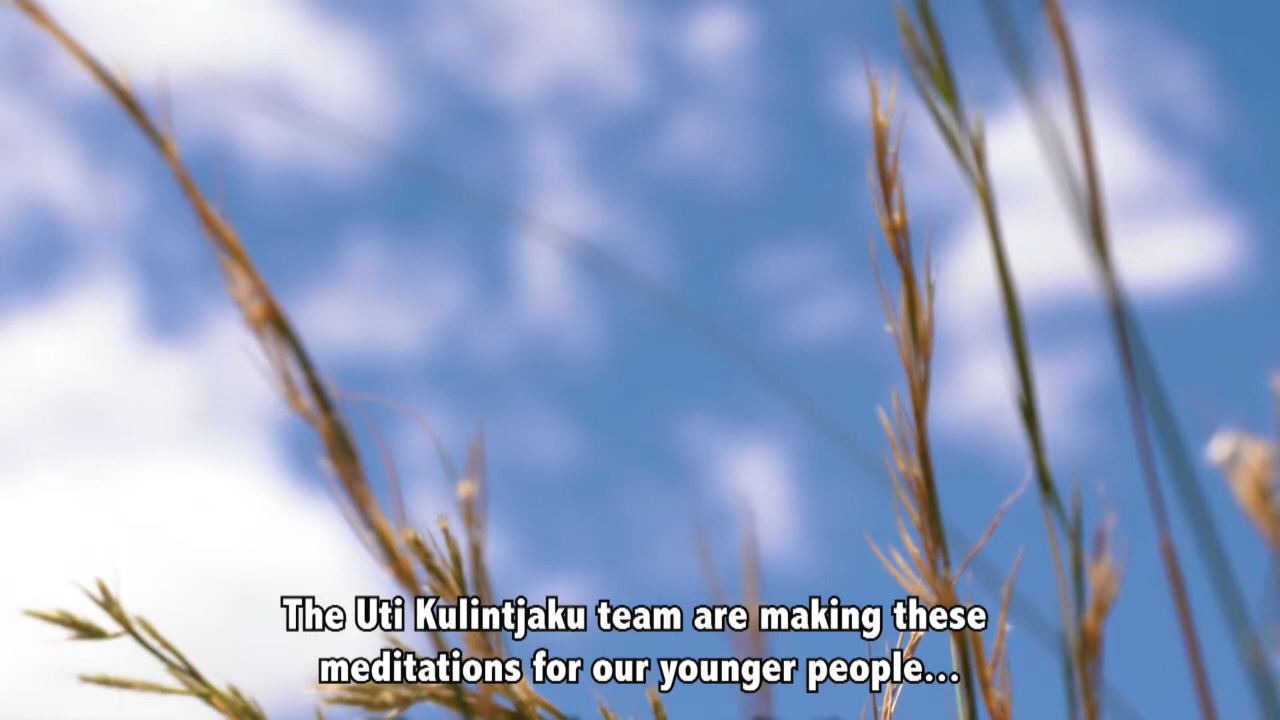 The Uti Kulintjaku team are making these
meditations for our younger people...